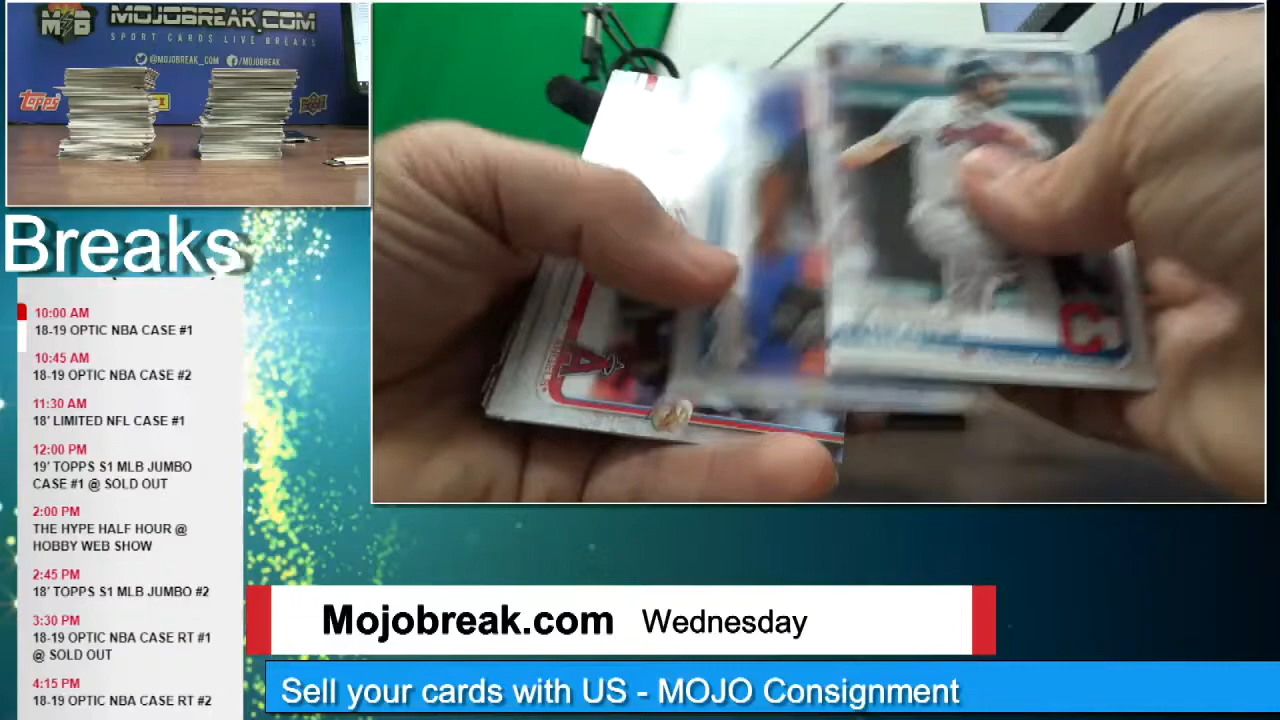 MOJOBREAK.COM
SPORT CARDS LIVE BREAKS
@MOJOBREAK_COM /MOJOBREAK
TOPPS
Breaks
10:00 AM
18-19 OPTIC NBA CASE #1
10:45 AM
18-19 OPTIC NBA CASE #2
11:30 AM
18' LIMITED NFL CASE #1
12:00 PM
19' TOPPS S1 MLB JUMBO
CASE #1 @ SOLD OUT
2:00 PM
THE HYPE HALF HOUR @
HOBBY WEB SHOW
2:45 PM
18' TOPPS S1 MLB JUMBO #2
3:30 PM
18-19 OPTIC NBA CASE RT #1
@ SOLD OUT
4:15 PM
18-19 OPTIC NBA CASE RT #2
Mojobreak.com Wednesday
Sell your cards with US - MOJO Consignment